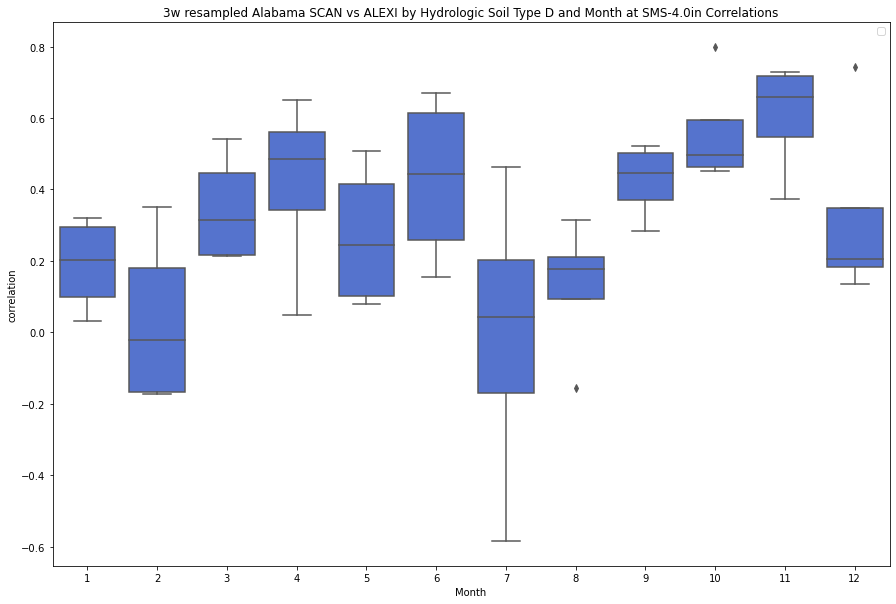 3w resampled Alabama SCAN vs ALEXI by Hydrologic Soil Type D and Month at SMS-4.0in Correlations
correlation
0.8
0.6
0.4
0.2
0.0
−0.2
−0.4
−0.6
1 2 3 4 5 6 7 8 9 10 11 12
Month